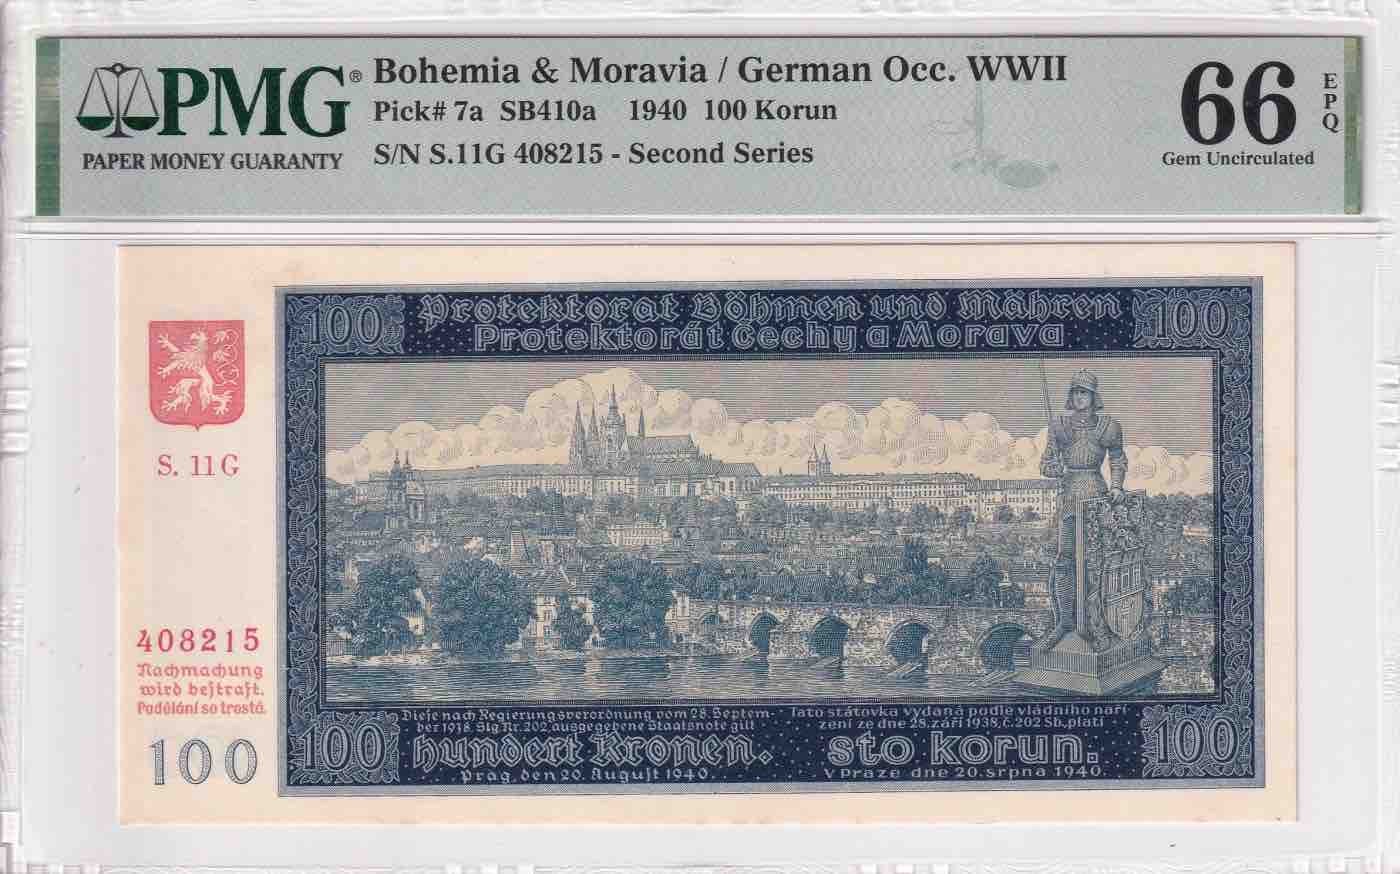 PMG®
PAPER MONEY GUARANTY
Bohemia & Moravia / German Occ. WWII
Pick# 7a SB410a 1940 100 Korun
S/N S.11G 408215 - Second Series
66 EPQ
Gem Uncirculated
100 Protektorat Böhmen und Mähren 100
Protektorát Čechy a Morava
S. 11G
408215
Nachmachung
wird bestraft.
Padělání se trestá.
100
Diese nach Regierungsverordnung vom 28. Septem-
ber 1938, Slg. Nr. 202, ausgegebene Staatsnote gilt
100 hundert Kronen.
Prag, den 20. August 1940.
Tato státovka vydaná podle vládního naří-
zení ze dne 28. září 1938, č. 202 Sb., platí
sto korun. 100
V Praze dne 20. srpna 1940.